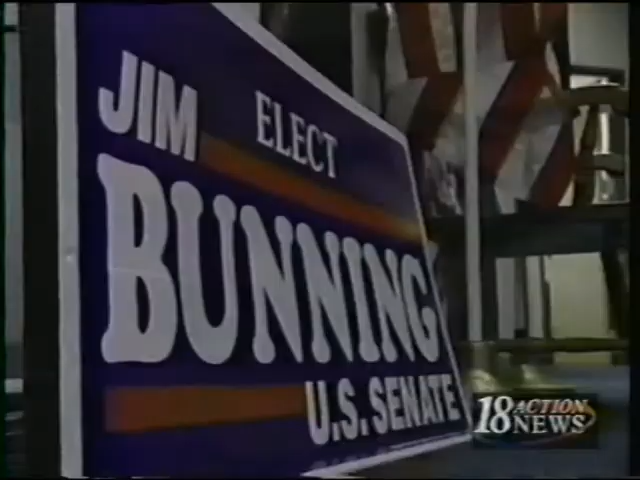 ELECT
JIM
BUNNING
U.S. SENATE
18 ACTION
NEWS